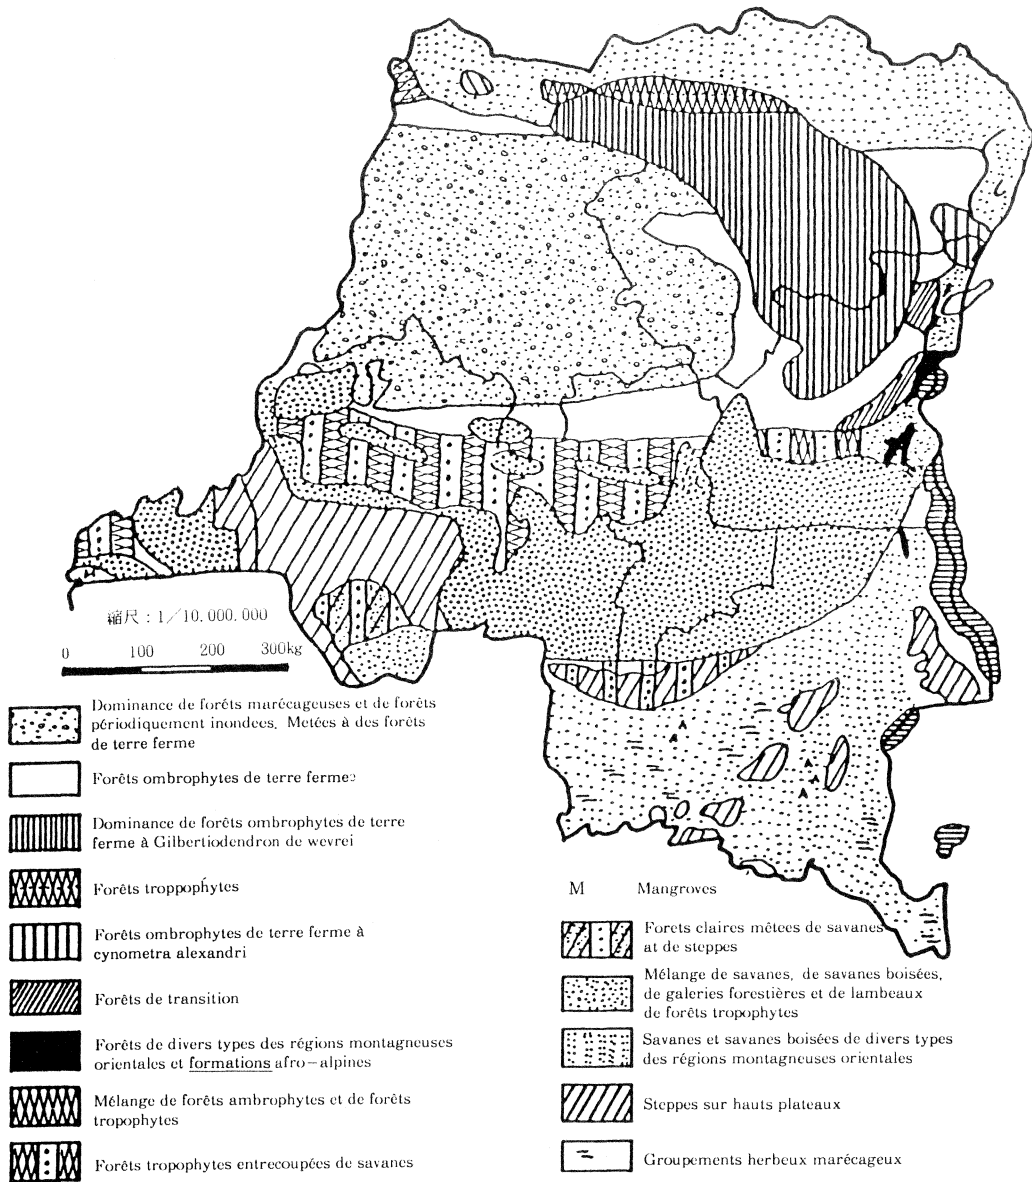 縮尺：1／10.000.000
0 100 200 300kg
Dominance de forêts marécageuses et de forêts
périodiquement inondees. Metées à des forêts
de terre ferme
Forêts ombrophytes de terre ferme
Dominance de forêts ombrophytes de terre
ferme à Gilbertiodendron de wevrei
Forêts troppophytes
Forêts ombrophytes de terre ferme à
cynometra alexandri
Forêts de transition
Forêts de divers types des régions montagneuses
orientales et formations afro-alpines
Mélange de forêts ambrophytes et de forêts
tropophytes
Forêts tropophytes entrecoupées de savanes
M Mangroves
Forets claires mêtees de savanes
at de steppes
Mélange de savanes, de savanes boisées,
de galeries forestières et de lambeaux
de forêts tropophytes
Savanes et savanes boisées de divers types
des régions montagneuses orientales
Steppes sur hauts plateaux
Groupements herbeux marécageux